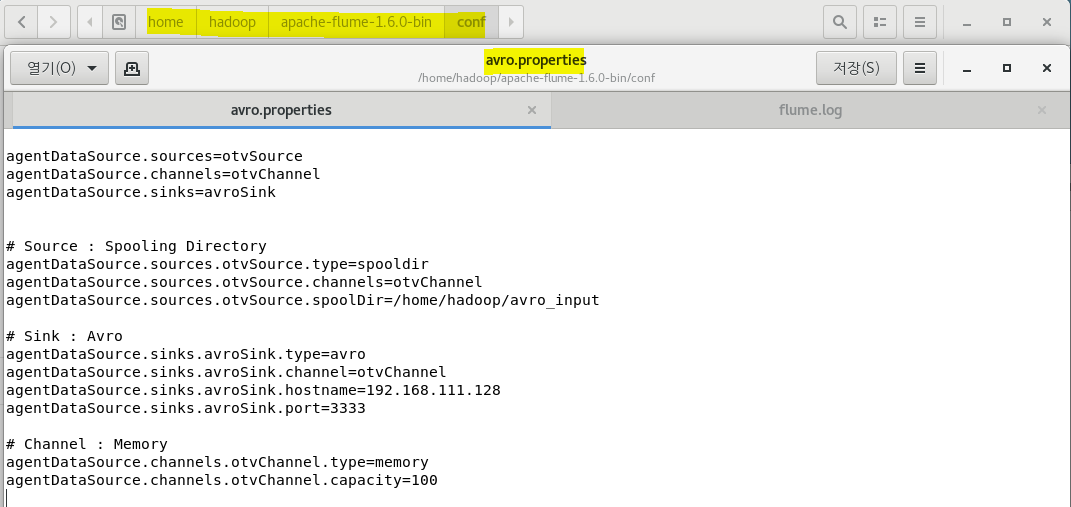 home hadoop apache-flume-1.6.0-bin conf
열기(O) avro.properties 저장(S)
/home/hadoop/apache-flume-1.6.0-bin/conf
avro.properties flume.log
agentDataSource.sources=otvSource
agentDataSource.channels=otvChannel
agentDataSource.sinks=avroSink
# Source : Spooling Directory
agentDataSource.sources.otvSource.type=spooldir
agentDataSource.sources.otvSource.channels=otvChannel
agentDataSource.sources.otvSource.spoolDir=/home/hadoop/avro_input
# Sink : Avro
agentDataSource.sinks.avroSink.type=avro
agentDataSource.sinks.avroSink.channel=otvChannel
agentDataSource.sinks.avroSink.hostname=192.168.111.128
agentDataSource.sinks.avroSink.port=3333
# Channel : Memory
agentDataSource.channels.otvChannel.type=memory
agentDataSource.channels.otvChannel.capacity=100